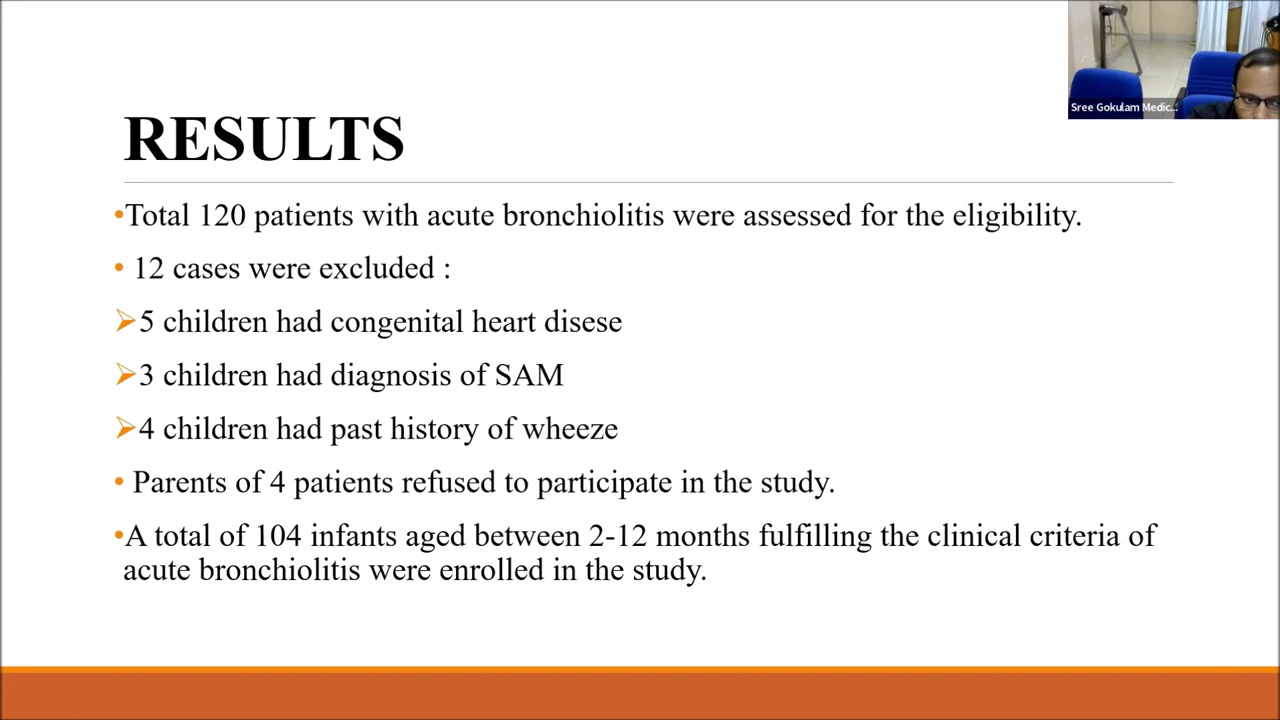 Sree Gokulam Medic...
RESULTS
•Total 120 patients with acute bronchiolitis were assessed for the eligibility.
• 12 cases were excluded :
➢5 children had congenital heart disese
➢3 children had diagnosis of SAM
➢4 children had past history of wheeze
• Parents of 4 patients refused to participate in the study.
•A total of 104 infants aged between 2-12 months fulfilling the clinical criteria of
acute bronchiolitis were enrolled in the study.